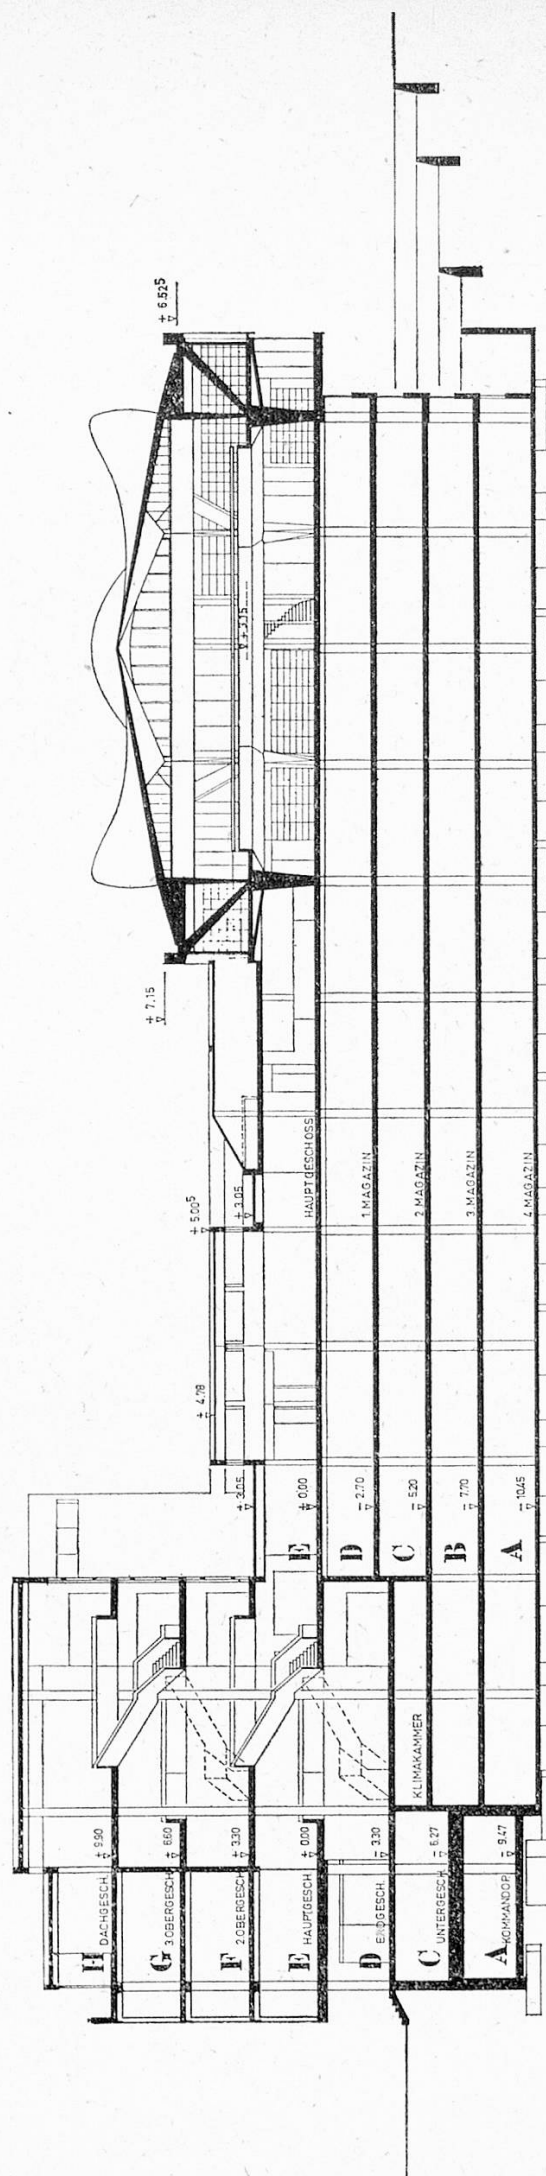 H DACHGESCH. + 9.90
G 3.OBERGESCH + 6.60
F 2.OBERGESCH. + 3.30
E HAUPTGESCH. ± 0.00
D ERDGESCH. − 3.30
C UNTERGESCH. − 6.27
KLIMAKAMMER
A KOMMANDOP. − 9.47
+ 3.05
E ± 0.00
D − 2.70
C − 5.20
B − 7.70
A − 10.45
+ 4.78
+ 5.00⁵
+ 3.05
HAUPTGESCHOSS
1.MAGAZIN
2.MAGAZIN
3.MAGAZIN
4.MAGAZIN
+ 7.15
+ 3.15
+ 6.52⁵